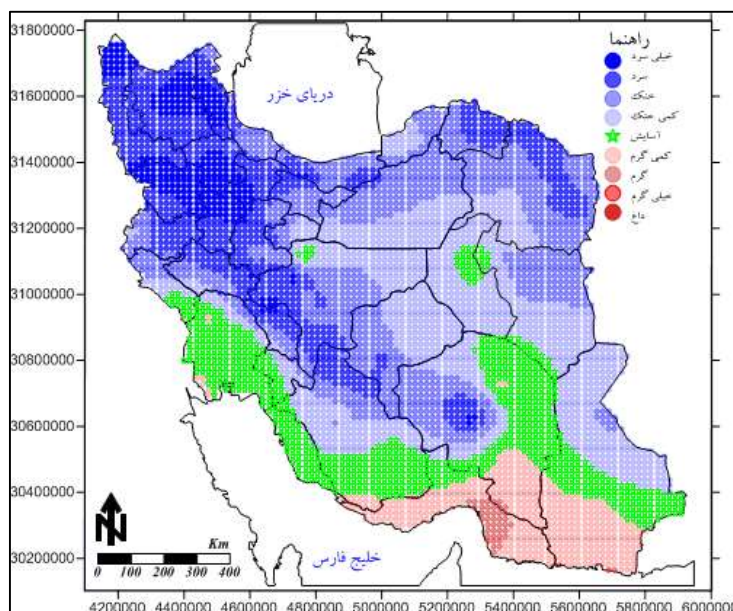 31800000
31600000
31400000
31200000
31000000
30800000
30600000
30400000
30200000
راهنما
خیلی سرد
سرد
خنک
کمی خنک
آسایش
کمی گرم
گرم
خیلی گرم
داغ
دریای خزر
خلیج فارس
N
Km
0 100 200 300 400
4200000 4400000 4600000 4800000 5000000 5200000 5400000 5600000 5800000 6000000